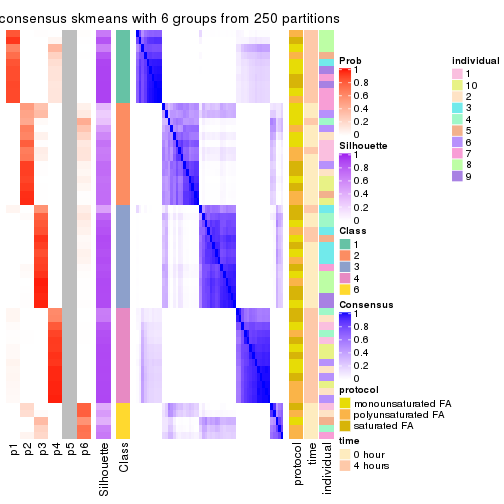 consensus skmeans with 6 groups from 250 partitions
Prob
1
0.8
0.6
0.4
0.2
0
Silhouette
1
0.8
0.6
0.4
0.2
0
Class
1
2
3
4
6
Consensus
1
0.8
0.6
0.4
0.2
0
protocol
monounsaturated FA
polyunsaturated FA
saturated FA
time
0 hour
4 hours
individual
1
10
2
3
4
5
6
7
8
9
p1
p2
p3
p4
p5
p6
Silhouette
Class
protocol
time
individual